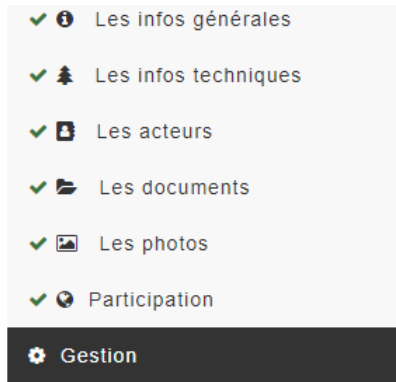 Les infos générales
Les infos techniques
Les acteurs
Les documents
Les photos
Participation
Gestion